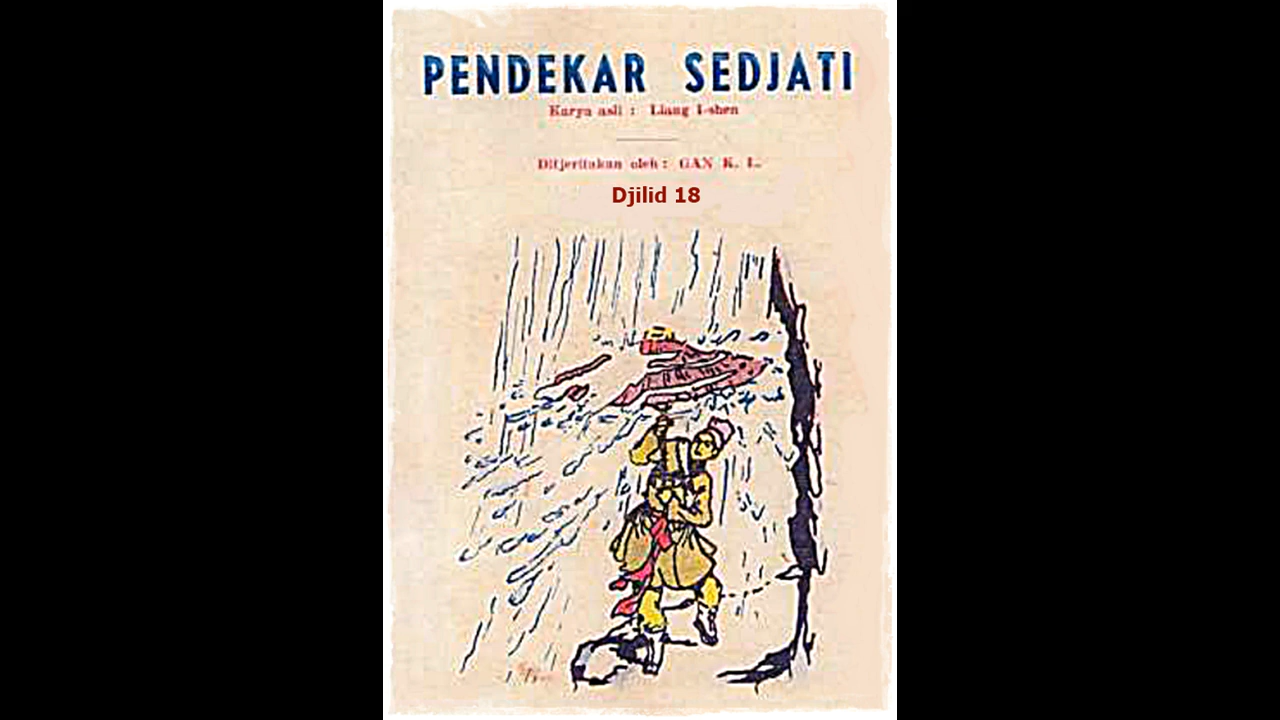 PENDEKAR SEDJATI
Karya asli : Liang I-shen
Ditjeritakan oleh : GAN K. L.
Djilid 18